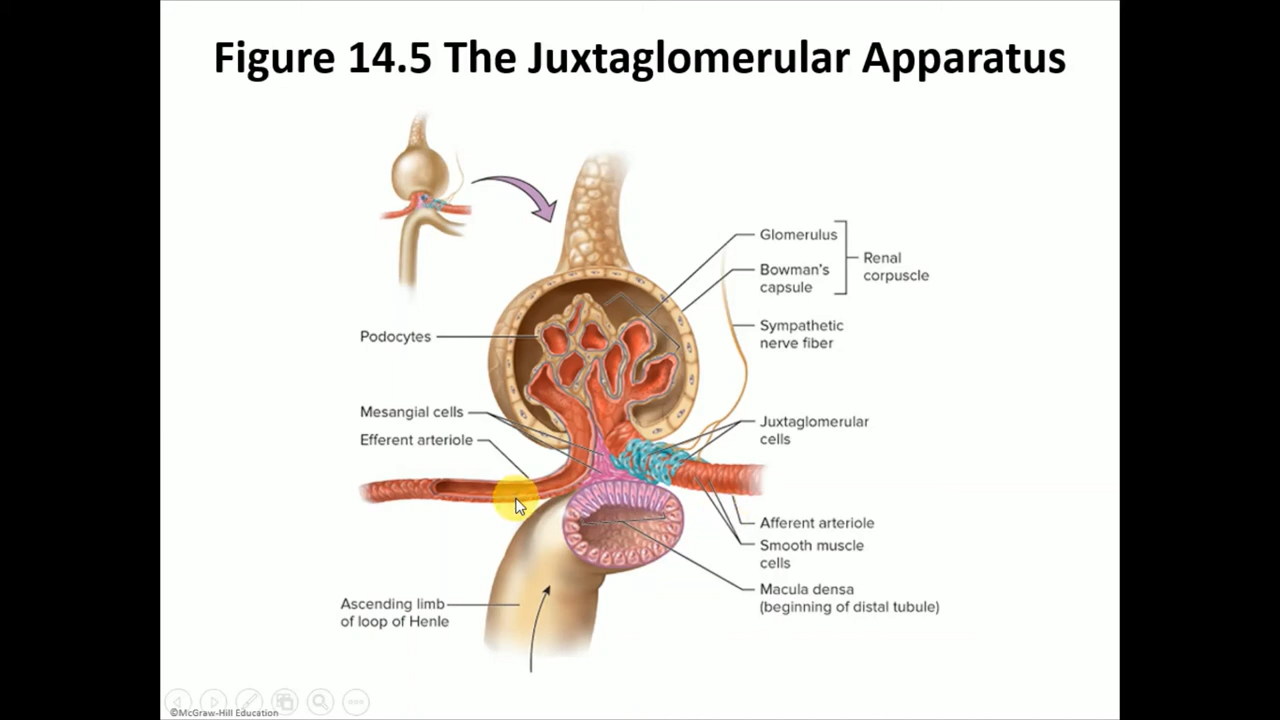 Figure 14.5 The Juxtaglomerular Apparatus
Glomerulus
Bowman's
capsule
Renal
corpuscle
Sympathetic
nerve fiber
Podocytes
Mesangial cells
Efferent arteriole
Juxtaglomerular
cells
Afferent arteriole
Smooth muscle
cells
Macula densa
(beginning of distal tubule)
Ascending limb
of loop of Henle
©McGraw-Hill Education